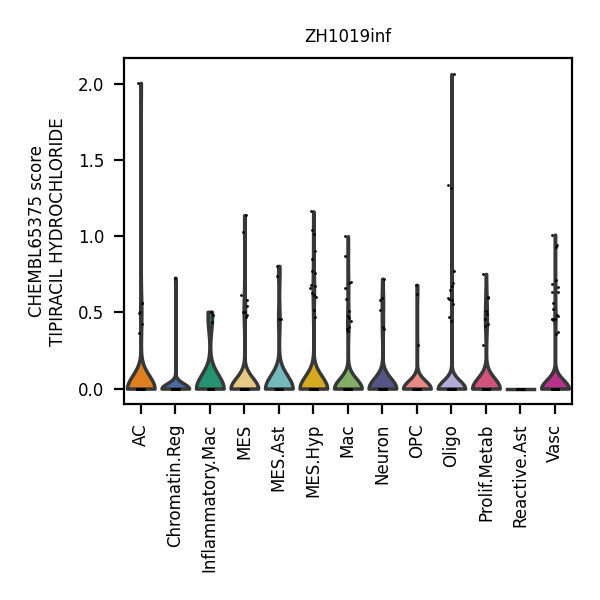 ZH1019inf
CHEMBL65375 score
TIPIRACIL HYDROCHLORIDE
2.0
1.5
1.0
0.5
0.0
AC
Chromatin.Reg
Inflammatory.Mac
MES
MES.Ast
MES.Hyp
Mac
Neuron
OPC
Oligo
Prolif.Metab
Reactive.Ast
Vasc